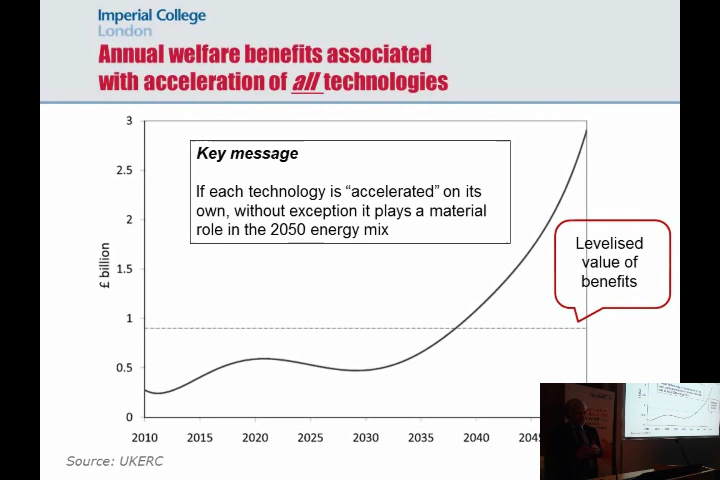 Imperial College
London
Annual welfare benefits associated
with acceleration of all technologies
3
2.5
2
1.5
1
0.5
0
£ billion
Key message
If each technology is “accelerated” on its
own, without exception it plays a material
role in the 2050 energy mix
Levelised
value of
benefits
2010 2015 2020 2025 2030 2035 2040 2045
Source: UKERC